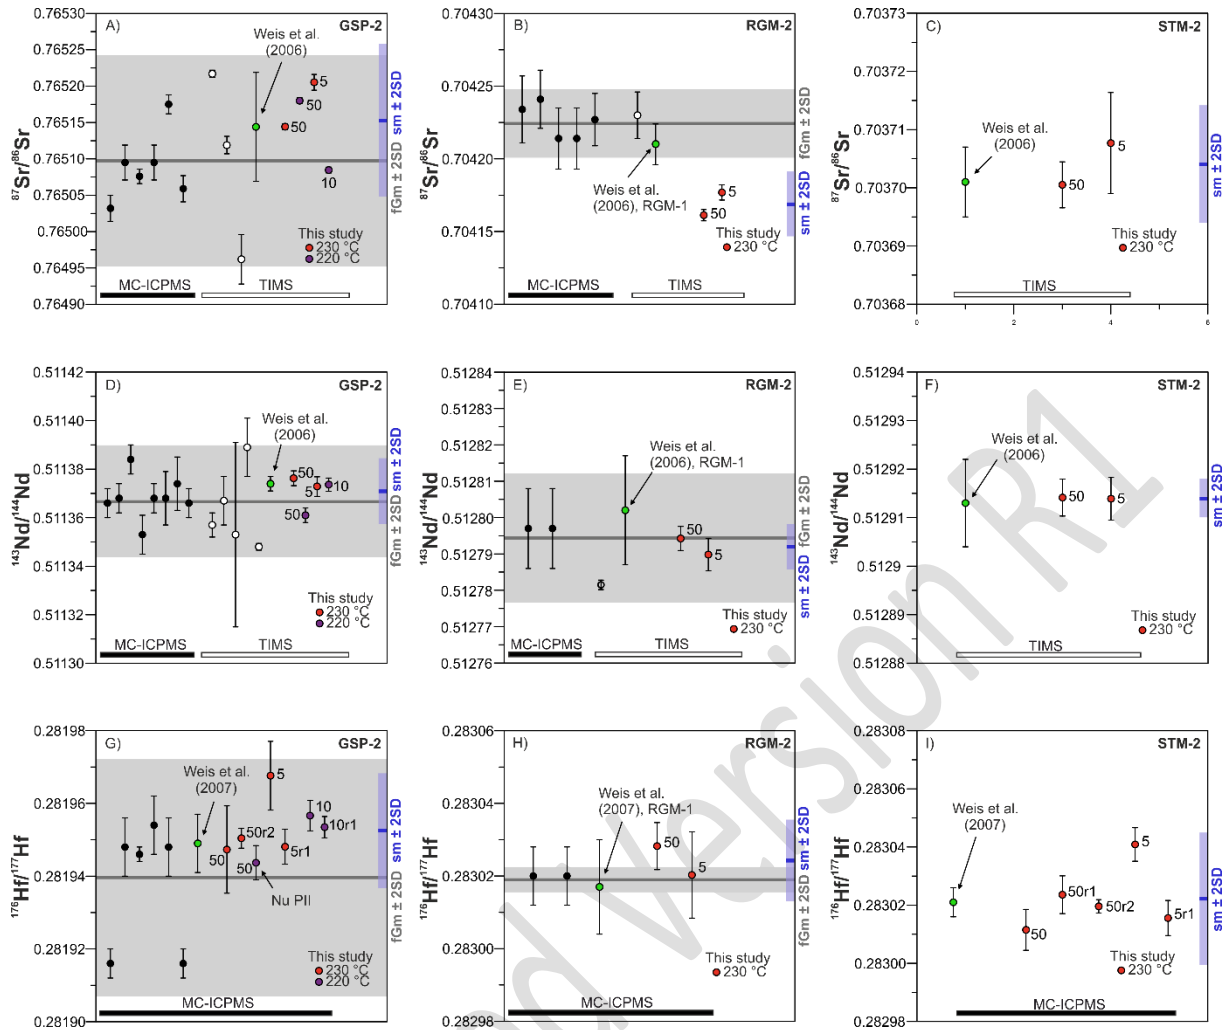 A)
GSP-2
0.76530
0.76525
0.76520
0.76515
0.76510
0.76505
0.76500
0.76495
0.76490
87Sr/86Sr
Weis et al.
(2006)
5
50
50
10
This study
230 °C
220 °C
MC-ICPMS
TIMS
sm ± 2SD
fGm ± 2SD
B)
RGM-2
0.70430
0.70425
0.70420
0.70415
0.70410
87Sr/86Sr
Weis et al.
(2006), RGM-1
5
50
This study
230 °C
MC-ICPMS
TIMS
fGm ± 2SD
sm ± 2SD
C)
STM-2
0.70373
0.70372
0.70371
0.70370
0.70369
0.70368
87Sr/86Sr
Weis et al.
(2006)
5
50
This study
230 °C
TIMS
0
2
4
6
sm ± 2SD
D)
GSP-2
0.51142
0.51140
0.51138
0.51136
0.51134
0.51132
0.51130
143Nd/144Nd
Weis et al.
(2006)
50
5
10
50
This study
230 °C
220 °C
MC-ICPMS
TIMS
sm ± 2SD
fGm ± 2SD
E)
RGM-2
0.51284
0.51283
0.51282
0.51281
0.51280
0.51279
0.51278
0.51277
0.51276
143Nd/144Nd
Weis et al.
(2006), RGM-1
50
5
This study
230 °C
MC-ICPMS
TIMS
fGm ± 2SD
sm ± 2SD
F)
STM-2
0.51294
0.51293
0.51292
0.51291
0.5129
0.51289
0.51288
143Nd/144Nd
Weis et al.
(2006)
50
5
This study
230 °C
TIMS
sm ± 2SD
G)
GSP-2
0.28198
0.28196
0.28194
0.28192
0.28190
176Hf/177Hf
Weis et al.
(2007)
5
10
10r1
50r2
50
5r1
50
Nu PII
This study
230 °C
220 °C
MC-ICPMS
sm ± 2SD
fGm ± 2SD
H)
RGM-2
0.28306
0.28304
0.28302
0.28300
0.28298
176Hf/177Hf
Weis et al.
(2007), RGM-1
50
5
This study
230 °C
MC-ICPMS
sm ± 2SD
fGm ± 2SD
I)
STM-2
0.28308
0.28306
0.28304
0.28302
0.28300
0.28298
176Hf/177Hf
Weis et al.
(2007)
5
50r1
50r2
50
5r1
This study
230 °C
MC-ICPMS
sm ± 2SD
version R1